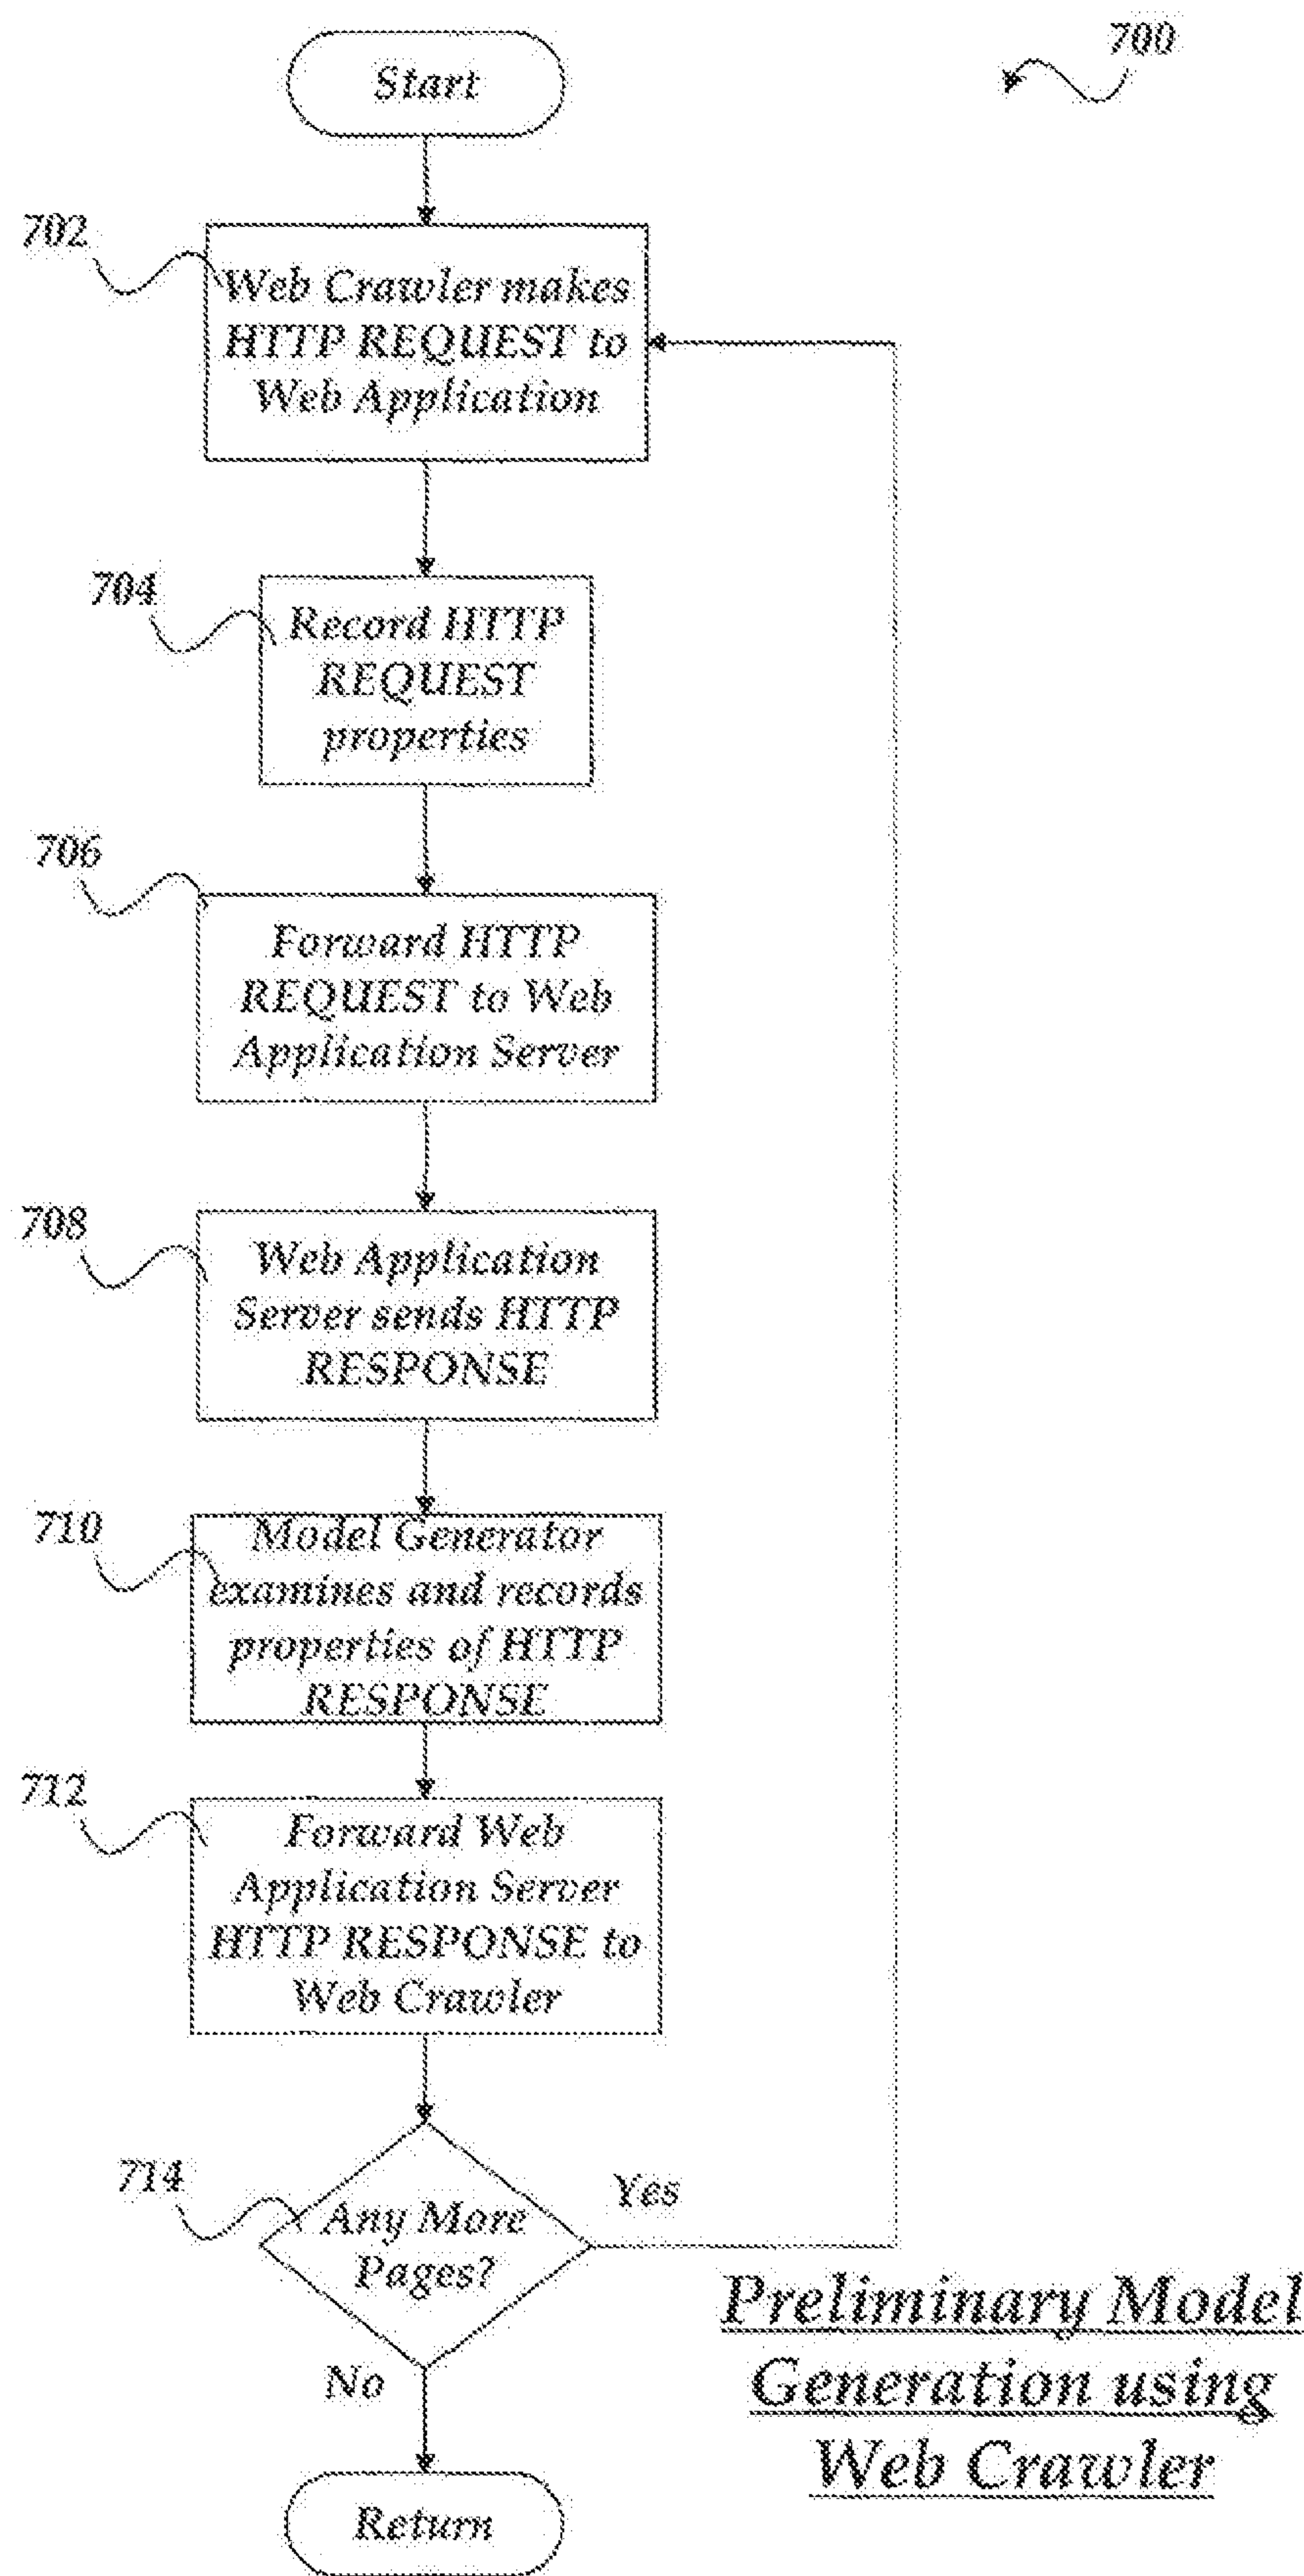 700
Start
702
Web Crawler makes
HTTP REQUEST to
Web Application
704
Record HTTP
REQUEST
properties
706
Forward HTTP
REQUEST to Web
Application Server
708
Web Application
Server sends HTTP
RESPONSE
710
Model Generator
examines and records
properties of HTTP
RESPONSE
712
Forward Web
Application Server
HTTP RESPONSE to
Web Crawler
714
Any More
Pages?
Yes
No
Return
Preliminary Model
Generation using
Web Crawler